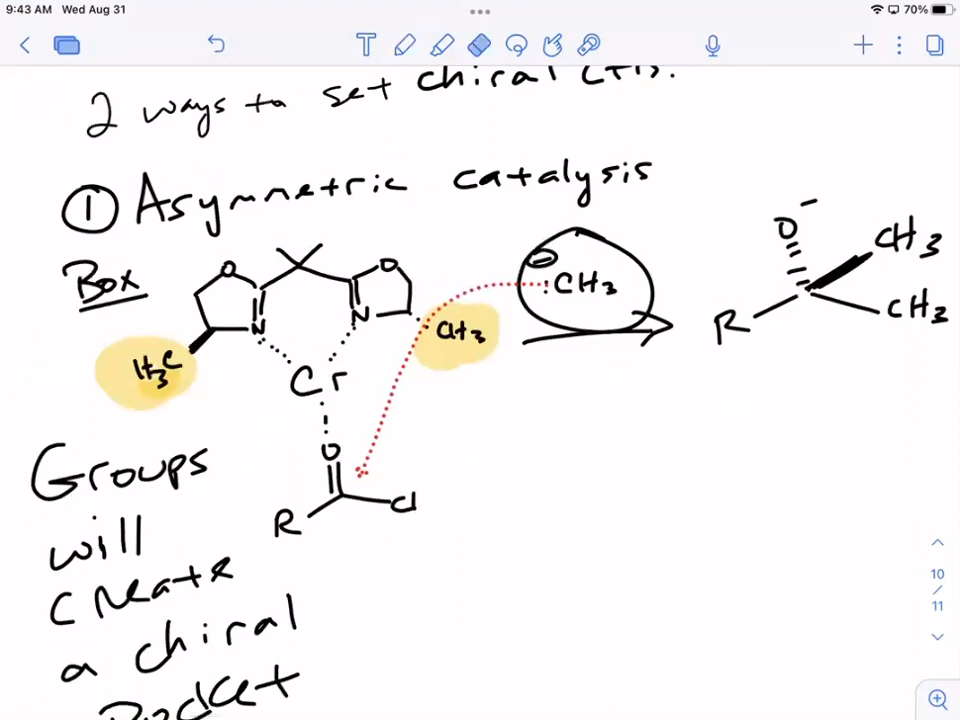 9:43 AM Wed Aug 31
70%
2 ways to set chiral ctrs.
① Asymmetric catalysis
Box
O
O
N
N
H3C
CH3
Cr
O
R
Cl
⊖
:CH3
O-
CH3
CH3
R
Groups
will
create
a chiral
Pocket
10
/
11